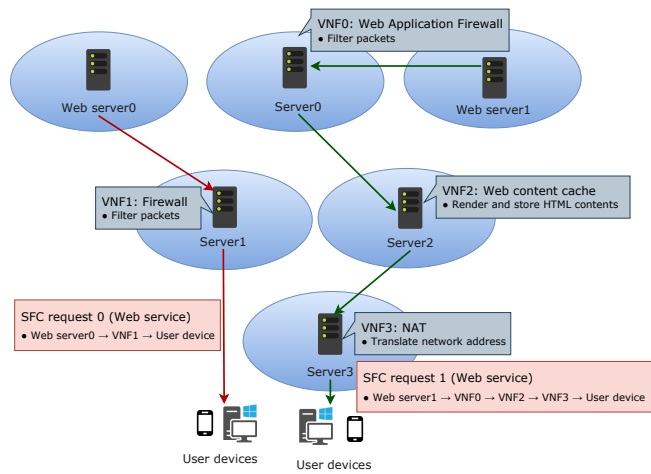 VNF0: Web Application Firewall
● Filter packets
Web server0
Server0
Web server1
VNF1: Firewall
● Filter packets
VNF2: Web content cache
● Render and store HTML contents
Server1
Server2
SFC request 0 (Web service)
● Web server0 → VNF1 → User device
VNF3: NAT
● Translate network address
Server3
SFC request 1 (Web service)
● Web server1 → VNF0 → VNF2 → VNF3 → User device
User devices
User devices